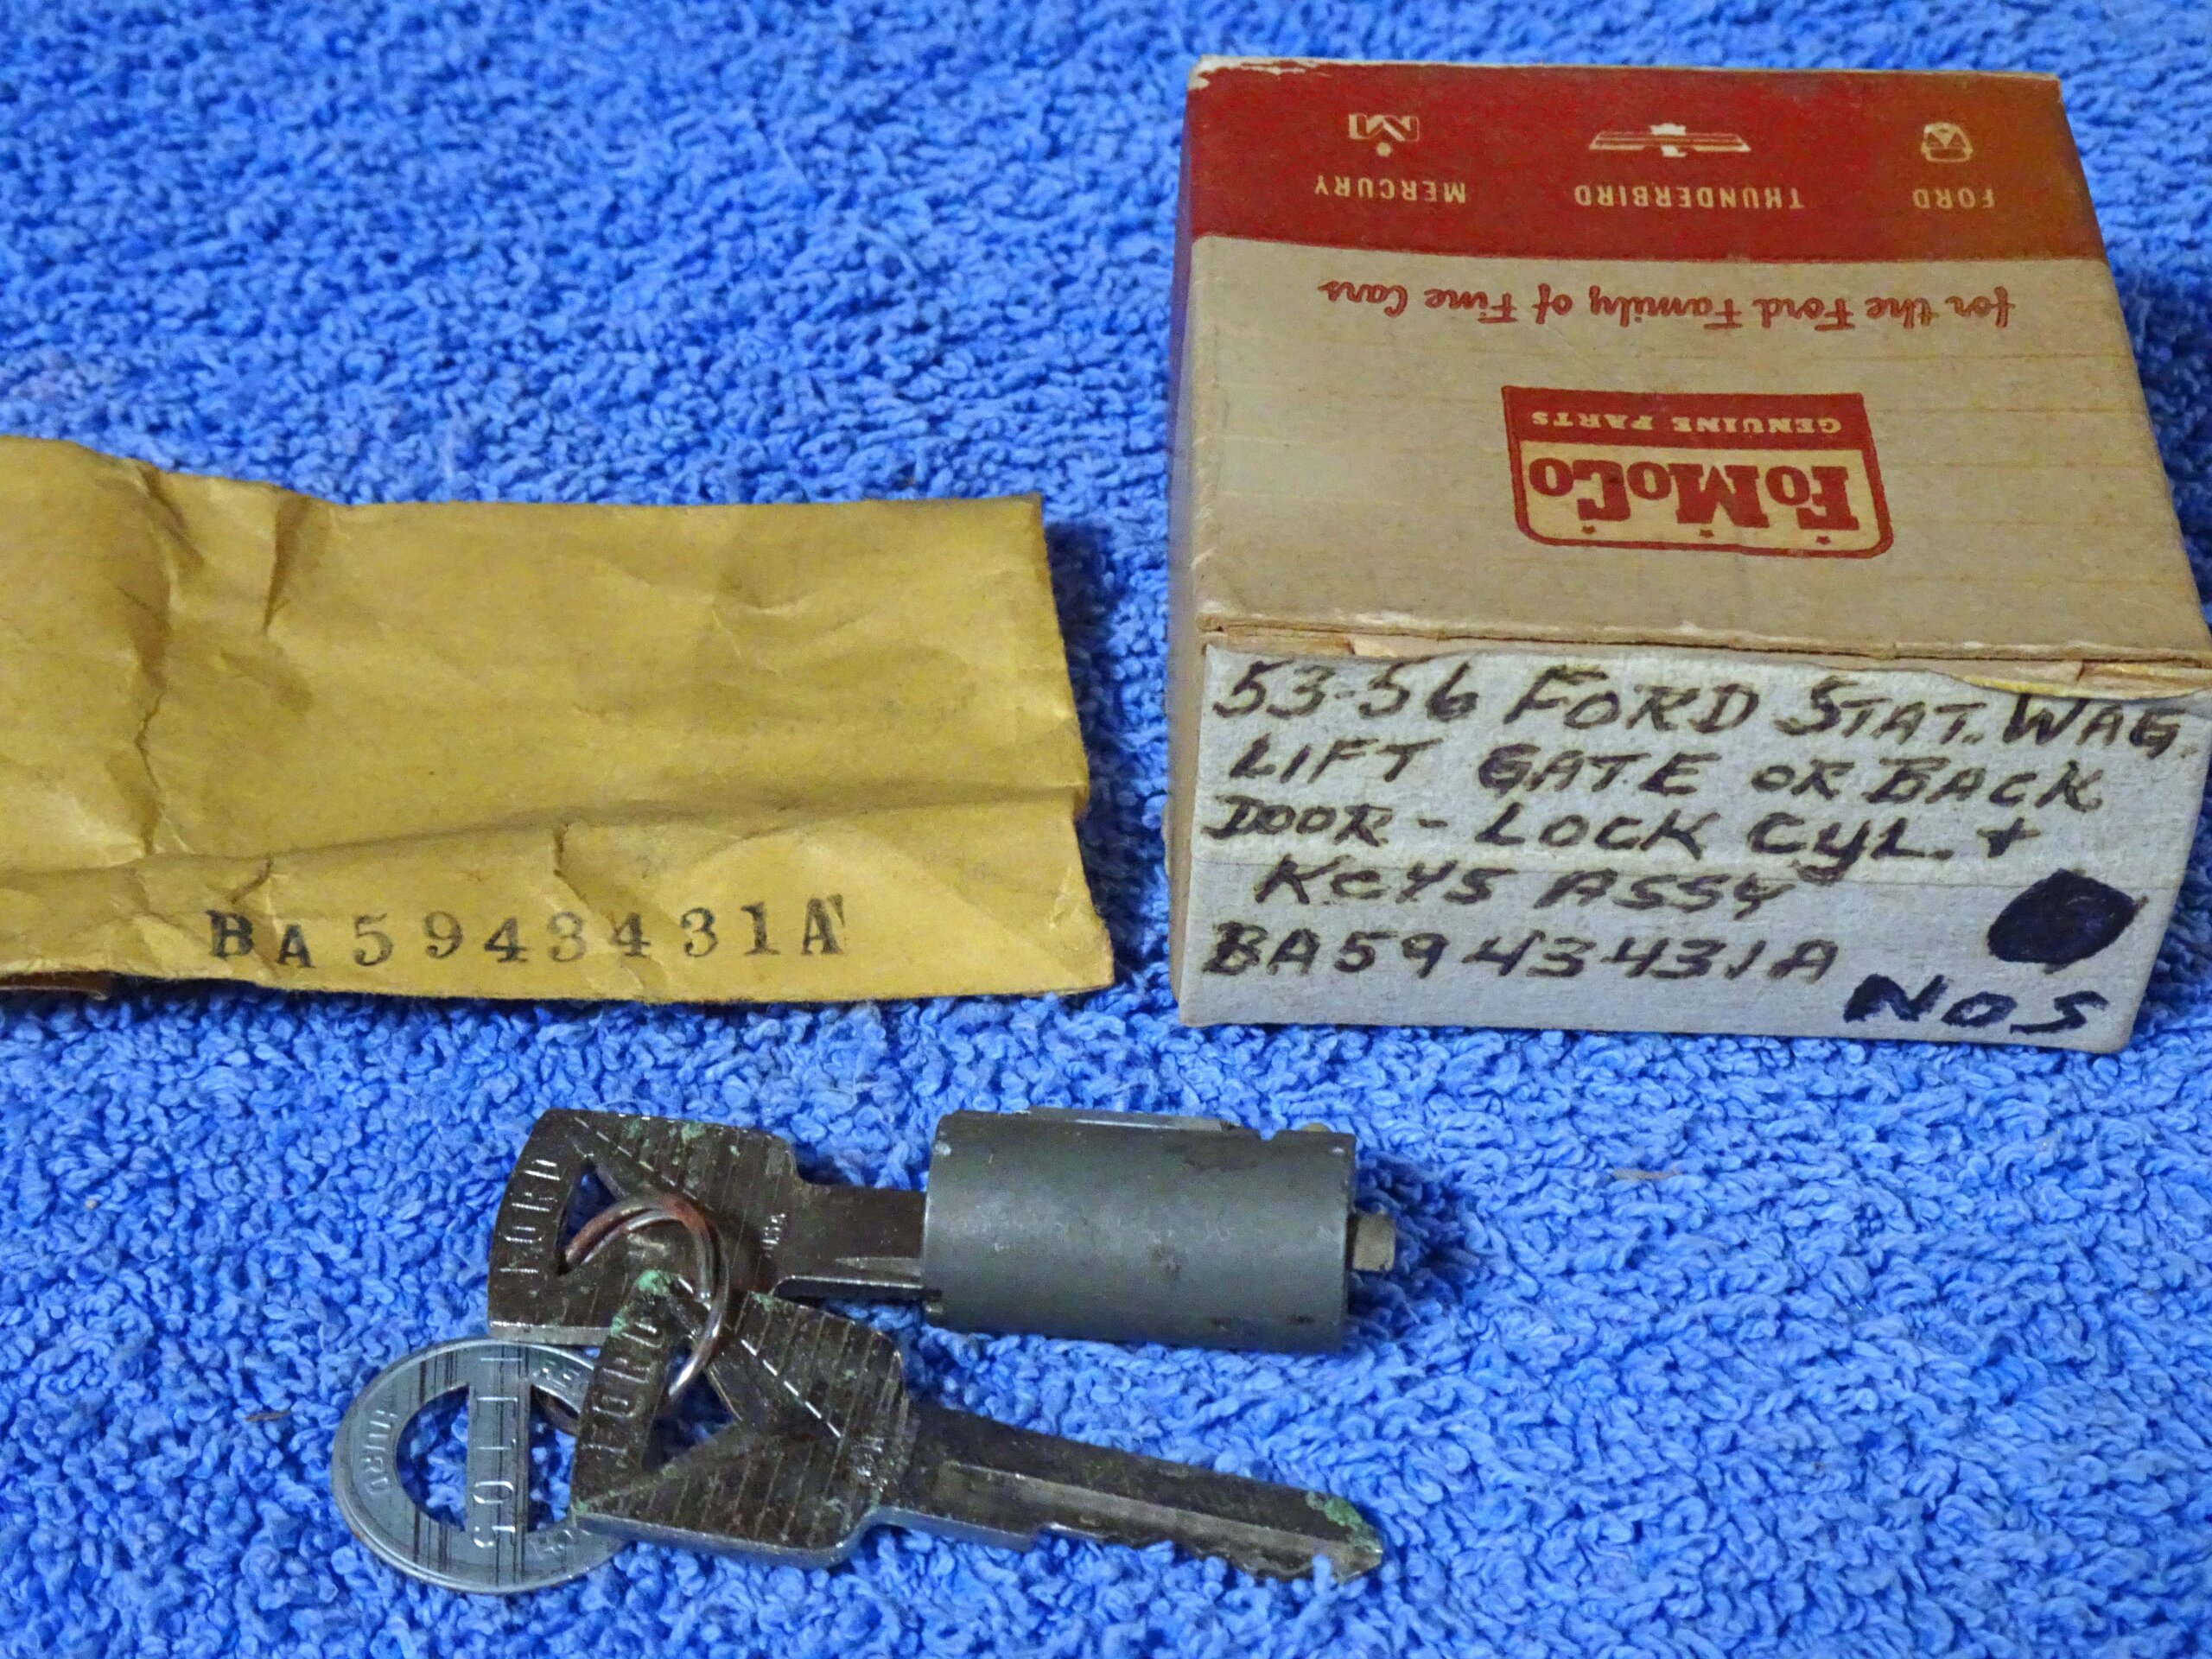 MERCURY THUNDERBIRD FORD
for the Ford Family of Fine Cars
GENUINE PARTS
FoMoCo
53-56 FORD STAT. WAG.
LIFT GATE OR BACK
DOOR - LOCK CYL. +
KEYS ASSY
BA5943431A
NOS
BA5943431A
FORD
FORD
FORD